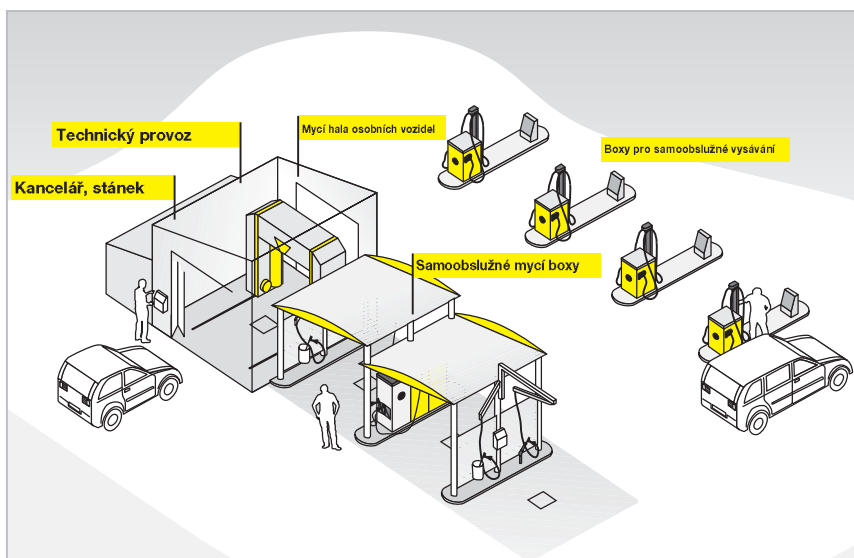 Technický provoz
Mycí hala osobních vozidel
Boxy pro samoobslužné vysávání
Kancelář, stánek
Samoobslužné mycí boxy